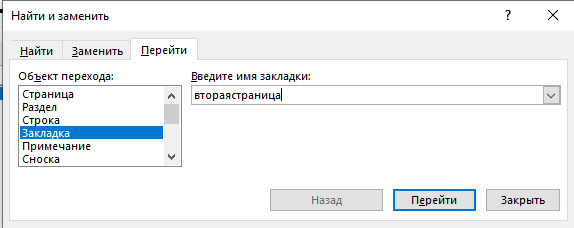 Найти и заменить
?
Найти
Заменить
Перейти
Объект перехода:
Введите имя закладки:
Страница
Раздел
Строка
Закладка
Примечание
Сноска
втораястраница
Назад
Перейти
Закрыть